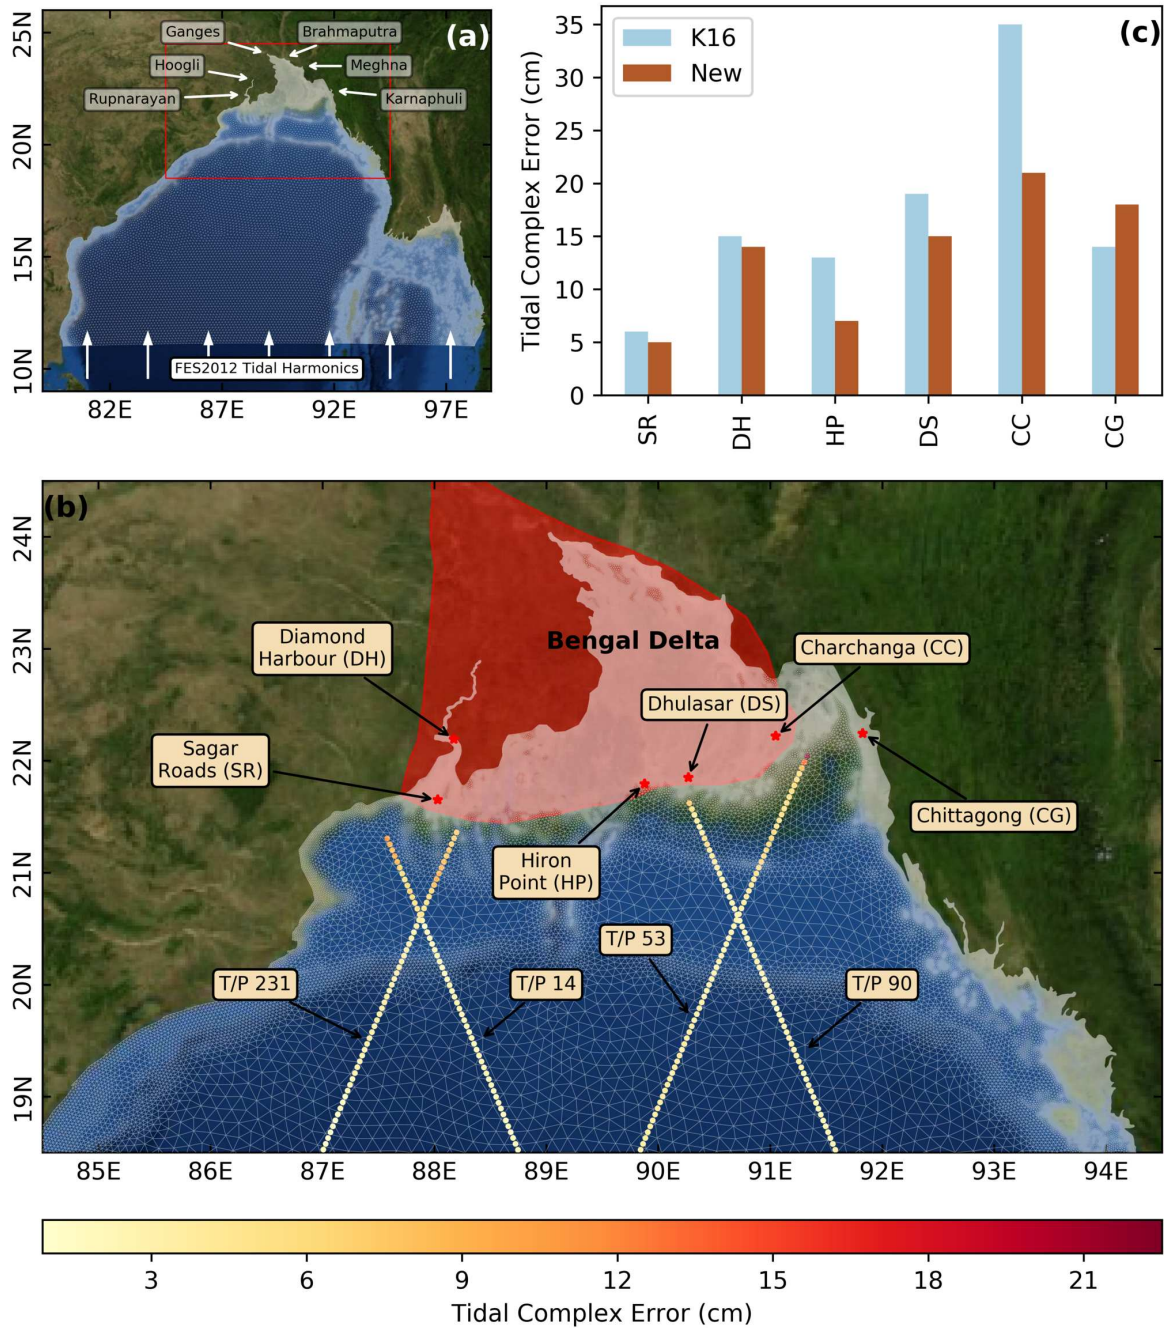 (a)
Ganges
Brahmaputra
Hoogli
Meghna
Rupnarayan
Karnaphuli
FES2012 Tidal Harmonics
25N
20N
15N
10N
82E
87E
92E
97E
(c)
K16
New
Tidal Complex Error (cm)
35
30
25
20
15
10
5
0
SR
DH
HP
DS
CC
CG
(b)
24N
23N
22N
21N
20N
19N
Bengal Delta
Diamond
Harbour (DH)
Charchanga (CC)
Dhulasar (DS)
Sagar
Roads (SR)
Chittagong (CG)
Hiron
Point (HP)
T/P 53
T/P 231
T/P 14
T/P 90
85E
86E
87E
88E
89E
90E
91E
92E
93E
94E
3
6
9
12
15
18
21
Tidal Complex Error (cm)